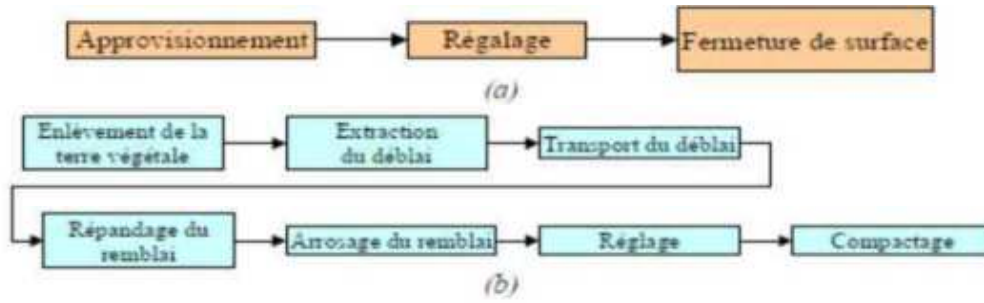 Approvisionnement
Régalage
Fermeture de surface
(a)
Enlèvement de la
terre végétale
Extraction
du déblai
Transport du déblai
Répandage du
remblai
Arrosage du remblai
Réglage
Compactage
(b)